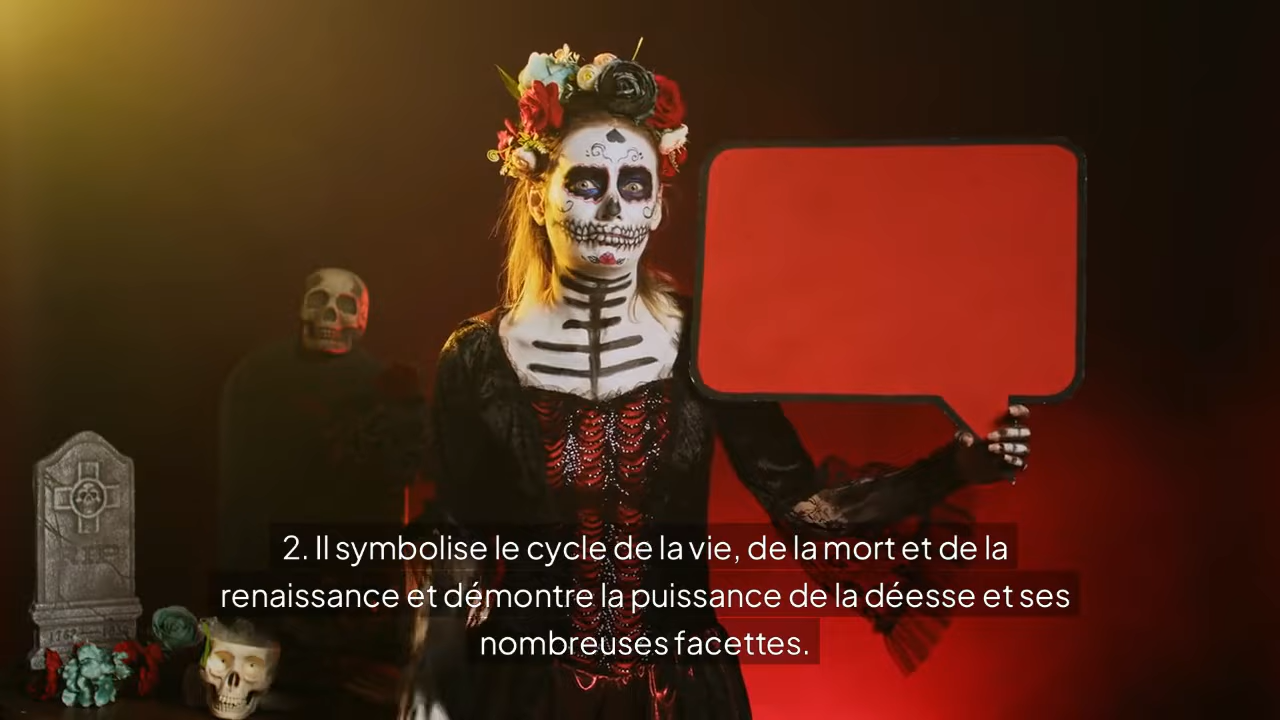 2. Il symbolise le cycle de la vie, de la mort et de la
renaissance et démontre la puissance de la déesse et ses
nombreuses facettes.